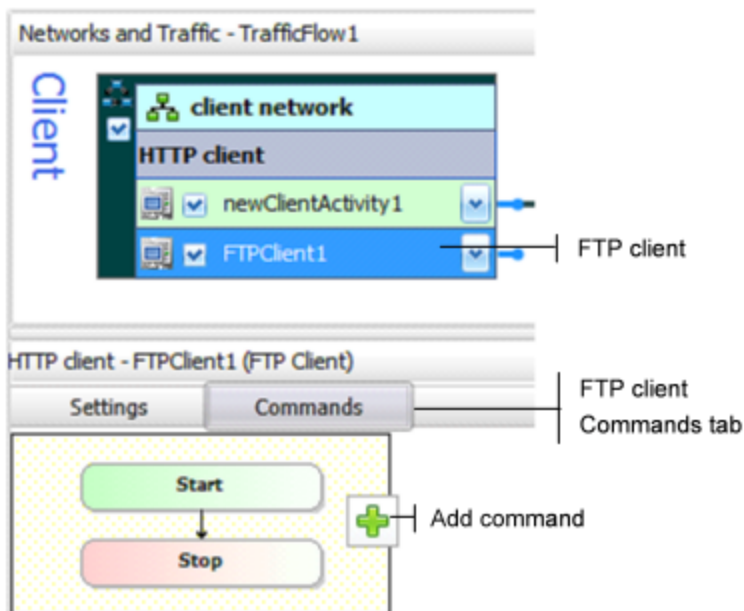 Networks and Traffic - TrafficFlow1
Client
client network
HTTP client
newClientActivity1
FTPClient1
FTP client
HTTP client - FTPClient1 (FTP Client)
Settings
Commands
FTP client
Commands tab
Start
Add command
Stop